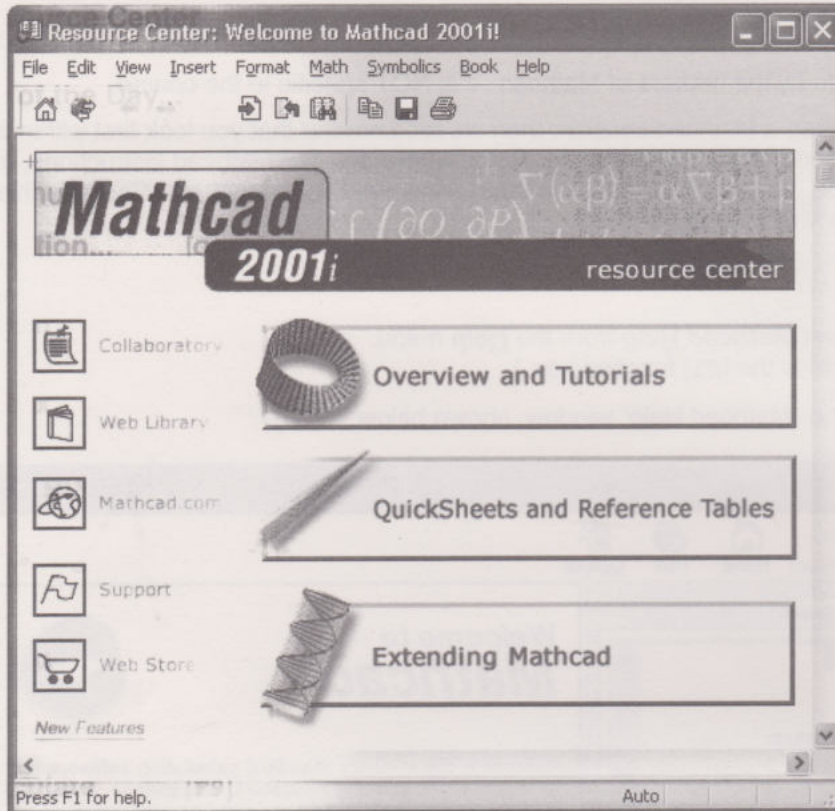 Resource Center: Welcome to Mathcad 2001i!
File Edit View Insert Format Math Symbolics Book Help
Mathcad
2001i
resource center
Collaboratory
Overview and Tutorials
Web Library
Mathcad.com
QuickSheets and Reference Tables
Support
Web Store
Extending Mathcad
New Features
Press F1 for help.
Auto